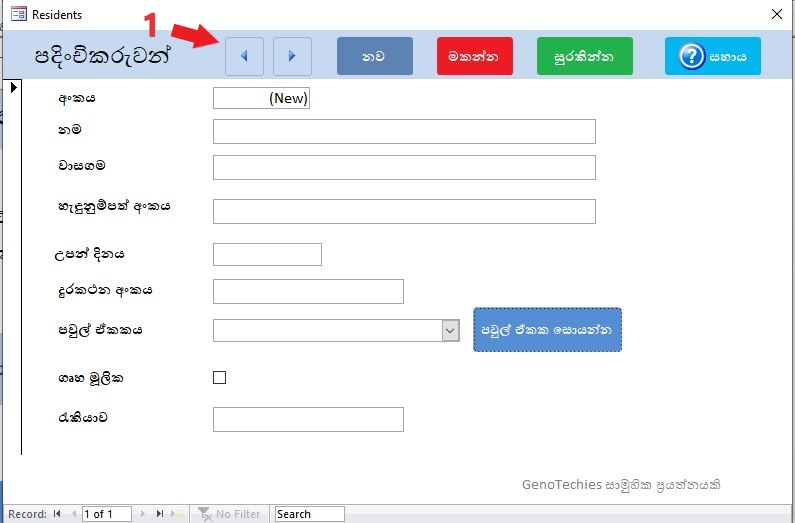 Residents
1
පදිංචිකරුවන්
නව
මකන්න
සුරකින්න
? සහාය
අංකය
(New)
නම
වාසගම
හැඳුනුම්පත් අංකය
උපන් දිනය
දුරකථන අංකය
පවුල් ඒකකය
පවුල් ඒකක සොයන්න
ගෘහ මූලික
රැකියාව
GenoTechies සාමුහික ප්‍රයත්නයකි
Record: 1 of 1 No Filter Search